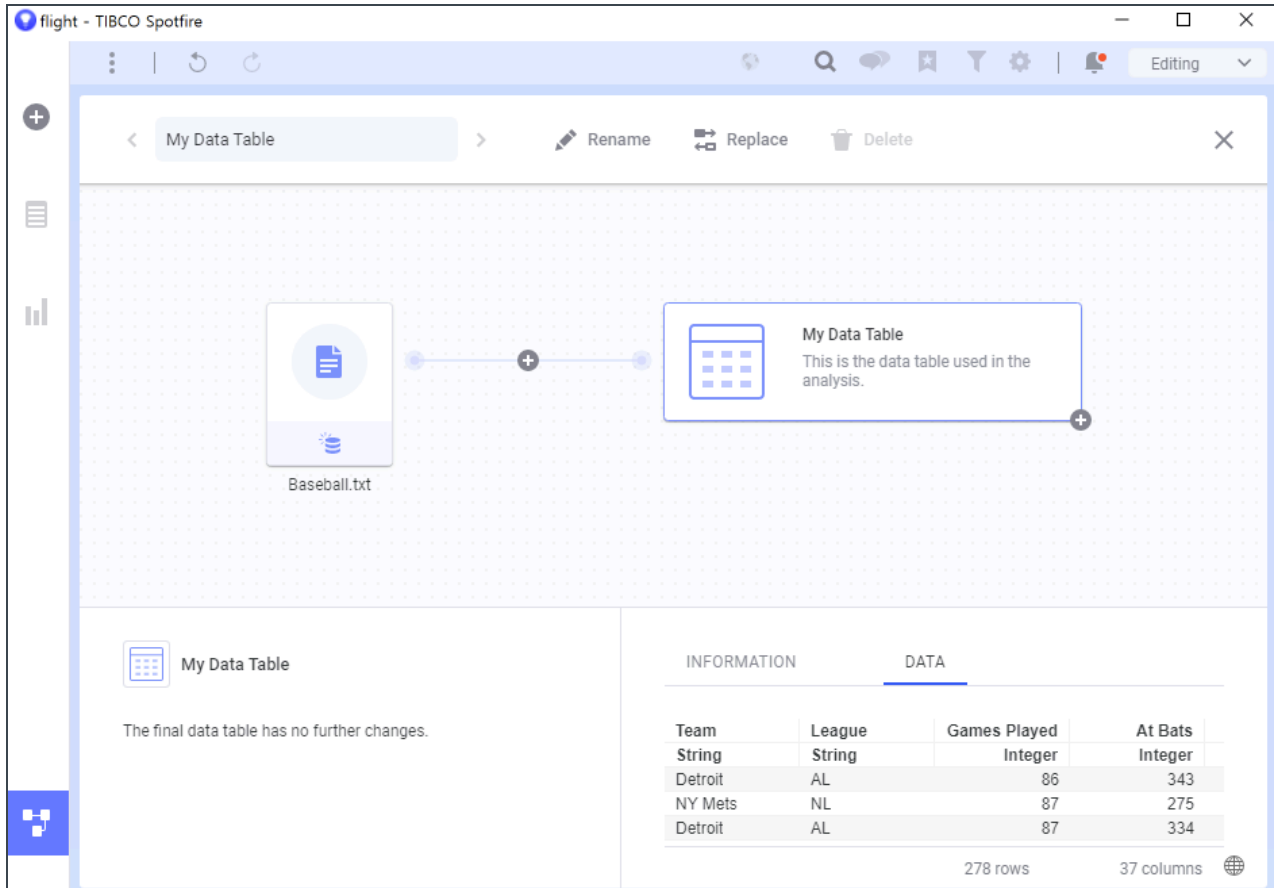 flight - TIBCO Spotfire
Editing
My Data Table
Rename
Replace
Delete
My Data Table
This is the data table used in the
analysis.
Baseball.txt
My Data Table
The final data table has no further changes.
INFORMATION DATA
Team League Games Played At Bats
String String Integer Integer
Detroit AL 86 343
NY Mets NL 87 275
Detroit AL 87 334
278 rows 37 columns